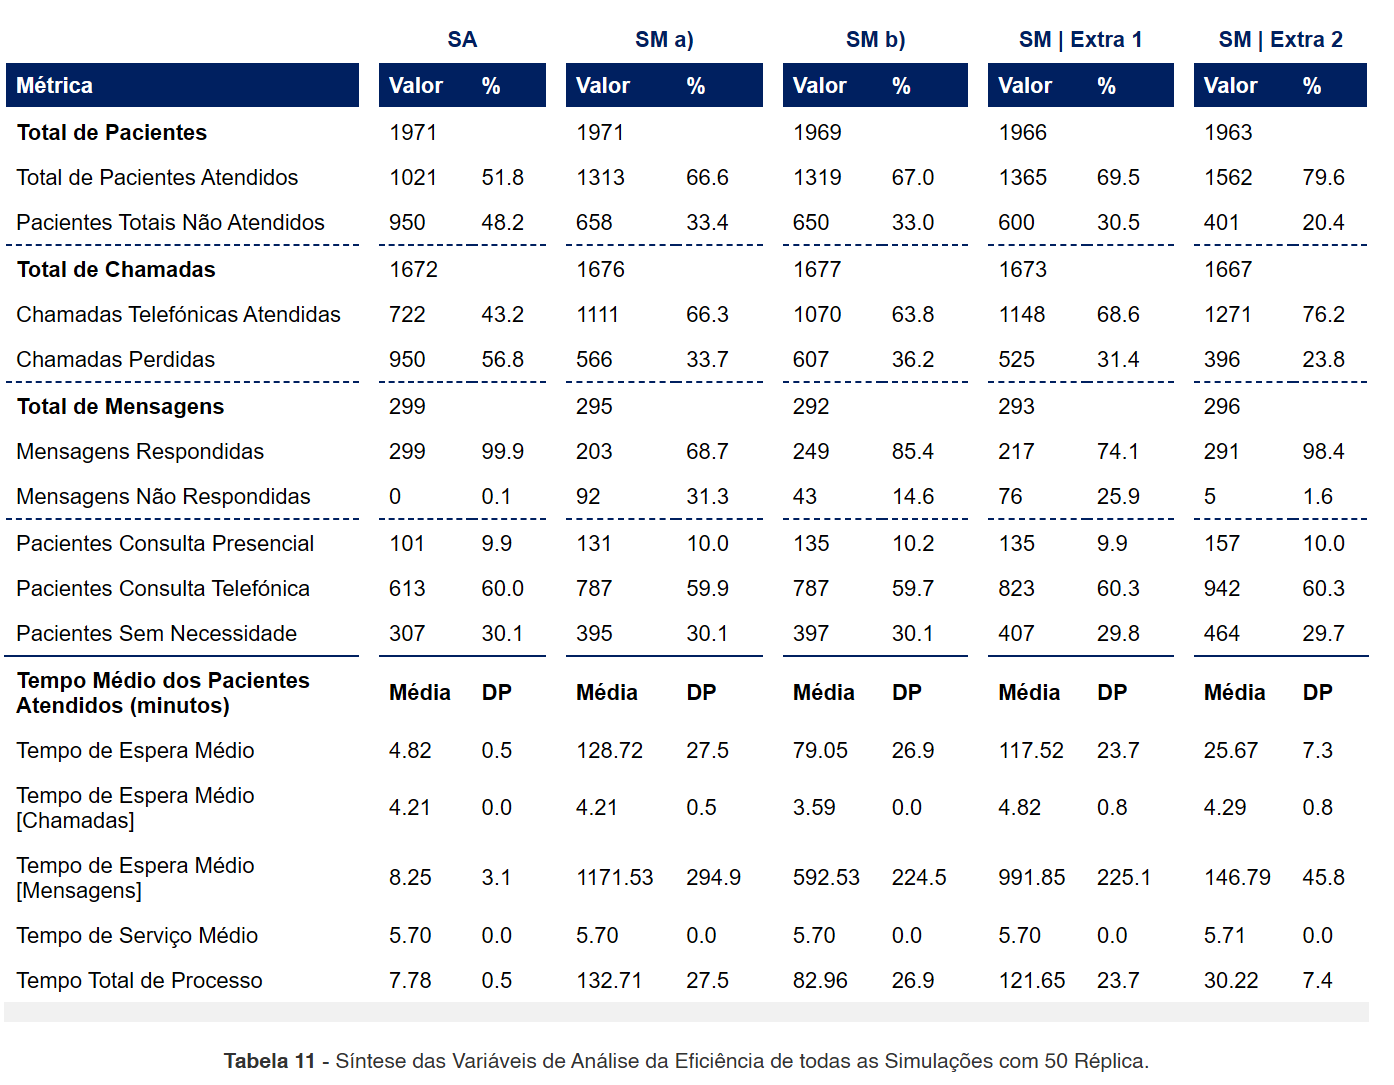 SA SM a) SM b) SM | Extra 1 SM | Extra 2
Métrica Valor % Valor % Valor % Valor % Valor %
Total de Pacientes 1971 1971 1969 1966 1963
Total de Pacientes Atendidos 1021 51.8 1313 66.6 1319 67.0 1365 69.5 1562 79.6
Pacientes Totais Não Atendidos 950 48.2 658 33.4 650 33.0 600 30.5 401 20.4
Total de Chamadas 1672 1676 1677 1673 1667
Chamadas Telefónicas Atendidas 722 43.2 1111 66.3 1070 63.8 1148 68.6 1271 76.2
Chamadas Perdidas 950 56.8 566 33.7 607 36.2 525 31.4 396 23.8
Total de Mensagens 299 295 292 293 296
Mensagens Respondidas 299 99.9 203 68.7 249 85.4 217 74.1 291 98.4
Mensagens Não Respondidas 0 0.1 92 31.3 43 14.6 76 25.9 5 1.6
Pacientes Consulta Presencial 101 9.9 131 10.0 135 10.2 135 9.9 157 10.0
Pacientes Consulta Telefónica 613 60.0 787 59.9 787 59.7 823 60.3 942 60.3
Pacientes Sem Necessidade 307 30.1 395 30.1 397 30.1 407 29.8 464 29.7
Tempo Médio dos Pacientes
Atendidos (minutos) Média DP Média DP Média DP Média DP Média DP
Tempo de Espera Médio 4.82 0.5 128.72 27.5 79.05 26.9 117.52 23.7 25.67 7.3
Tempo de Espera Médio
[Chamadas] 4.21 0.0 4.21 0.5 3.59 0.0 4.82 0.8 4.29 0.8
Tempo de Espera Médio
[Mensagens] 8.25 3.1 1171.53 294.9 592.53 224.5 991.85 225.1 146.79 45.8
Tempo de Serviço Médio 5.70 0.0 5.70 0.0 5.70 0.0 5.70 0.0 5.71 0.0
Tempo Total de Processo 7.78 0.5 132.71 27.5 82.96 26.9 121.65 23.7 30.22 7.4
Tabela 11 - Síntese das Variáveis de Análise da Eficiência de todas as Simulações com 50 Réplica.